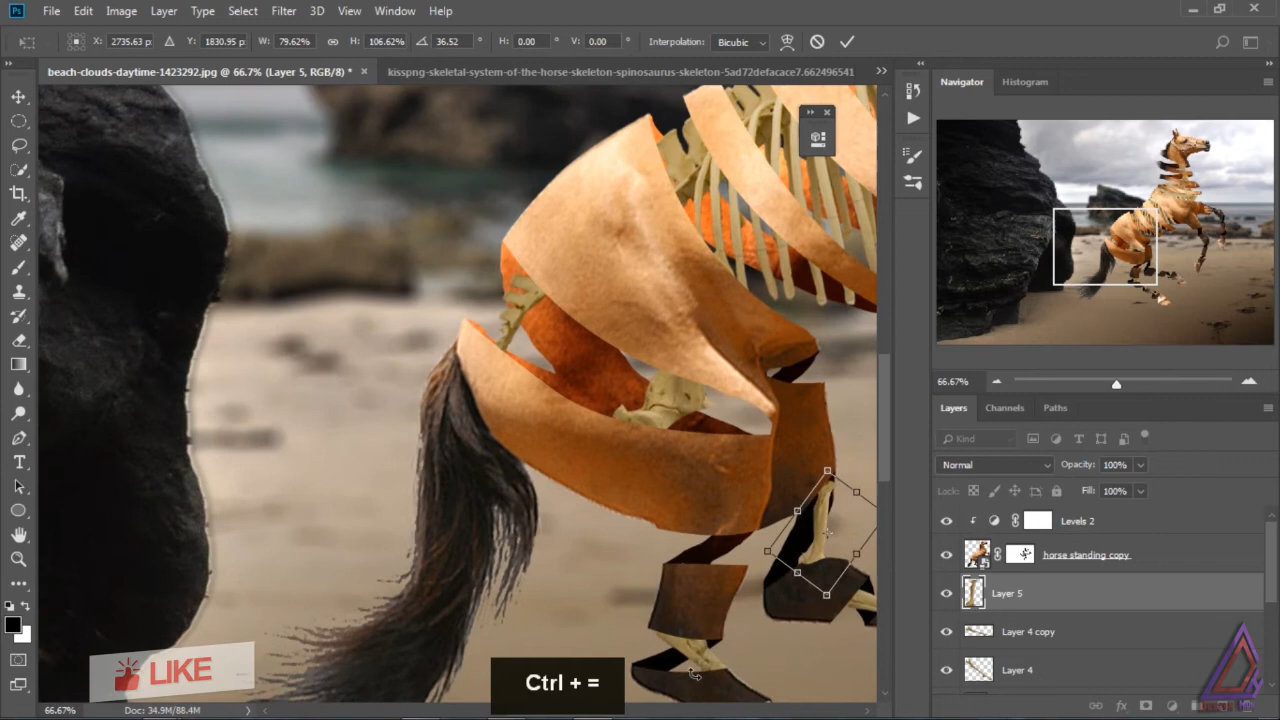 Ps File Edit Image Layer Type Select Filter 3D View Window Help
X: 2735.63 p: Y: 1830.95 p: W: 79.62% H: 106.62% 36.52 ° H: 0.00 ° V: 0.00 ° Interpolation: Bicubic
beach-clouds-daytime-1423292.jpg @ 66.7% (Layer 5, RGB/8) * × kisspng-skeletal-system-of-the-horse-skeleton-spinosaurus-skeleton-5ad72defacace7.662496541
Navigator Histogram
66.67%
Layers Channels Paths
Kind
Normal Opacity: 100%
Lock: Fill: 100%
Levels 2
horse standing copy
Layer 5
Layer 4 copy
Layer 4
LIKE
Ctrl + =
66.67% Doc: 34.9M/88.4M